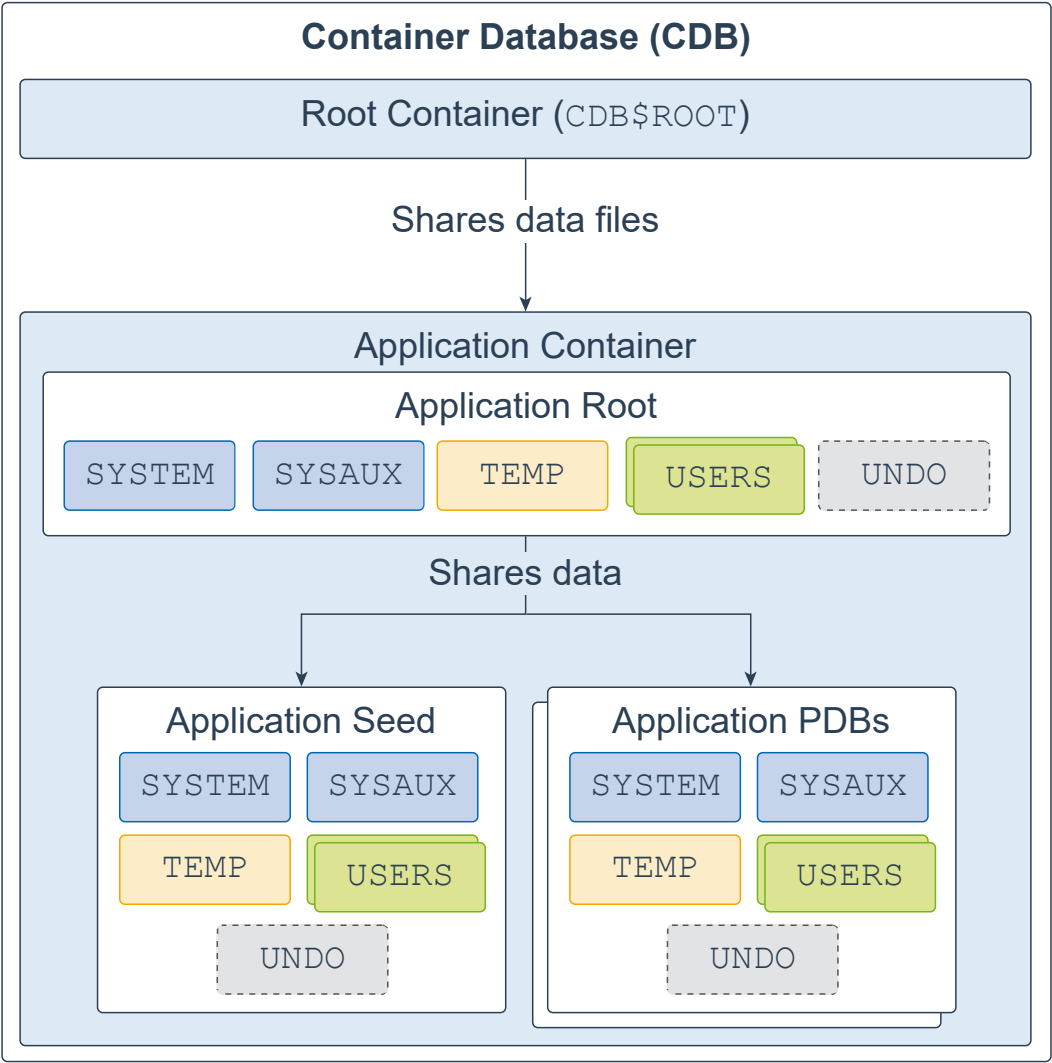 Container Database (CDB)
Root Container (CDB$ROOT)
Shares data files
Application Container
Application Root
SYSTEM
SYSAUX
TEMP
USERS
UNDO
Shares data
Application Seed
SYSTEM
SYSAUX
TEMP
USERS
UNDO
Application PDBs
SYSTEM
SYSAUX
TEMP
USERS
UNDO